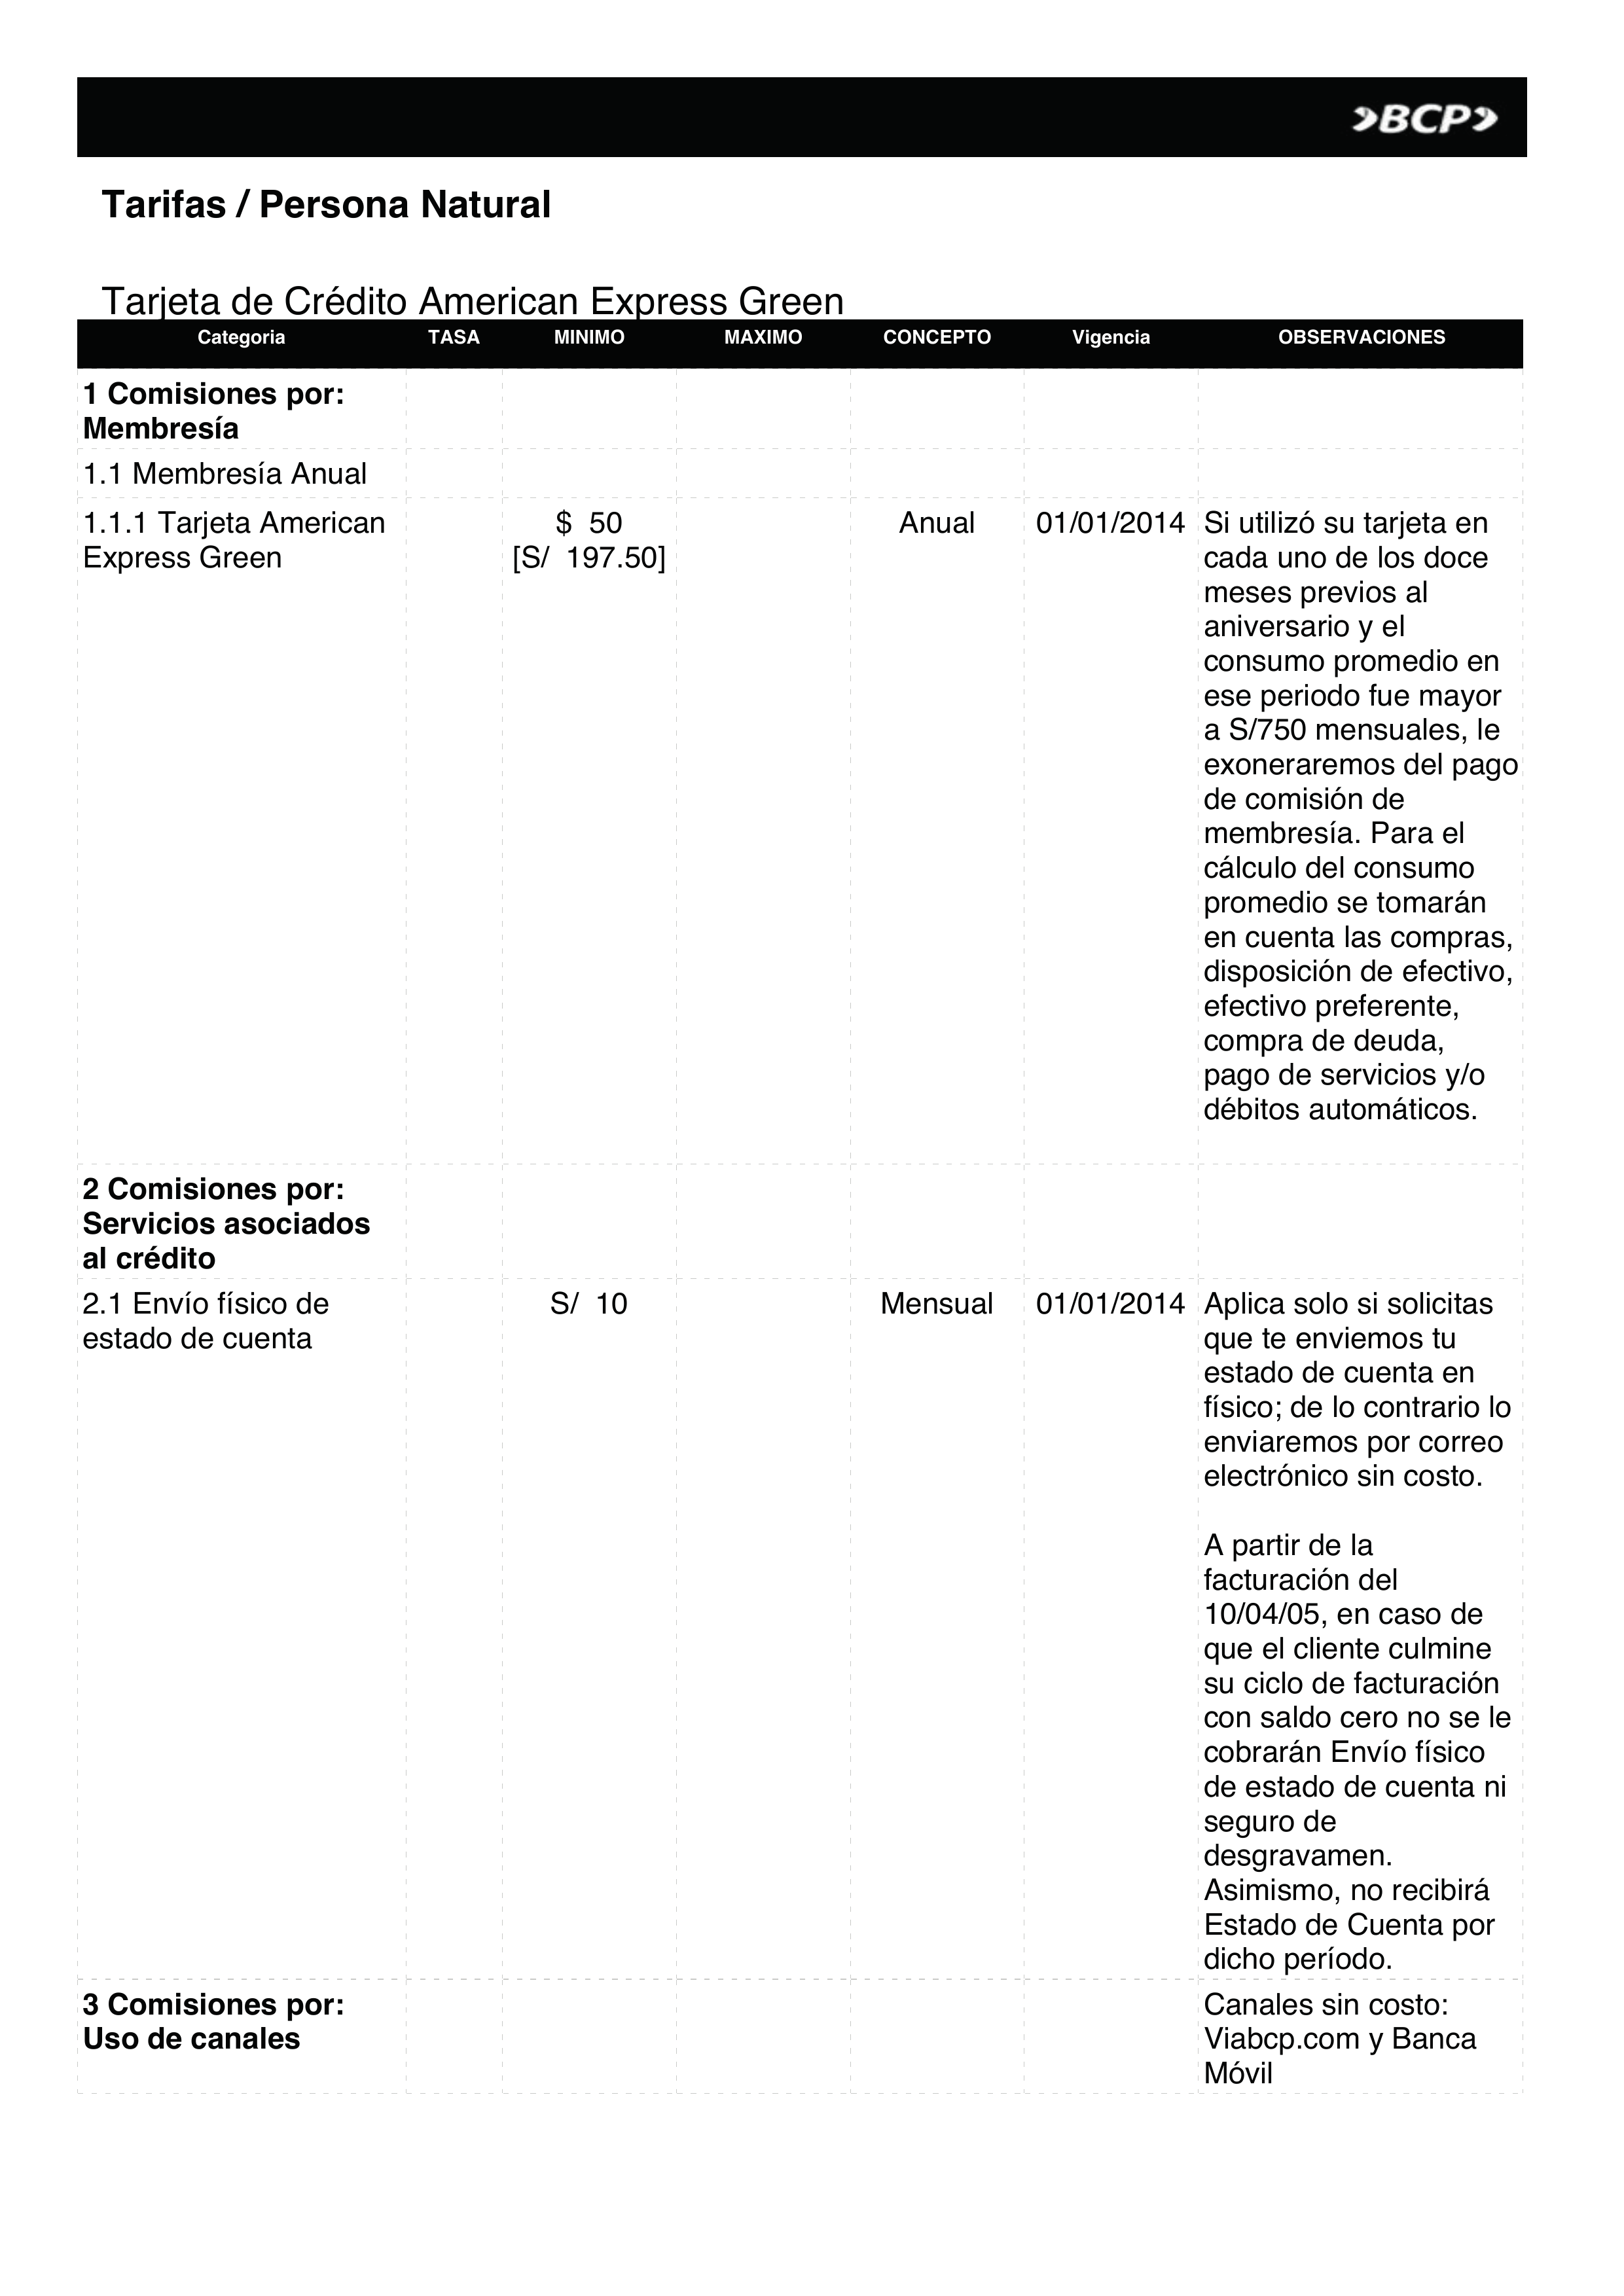 BCP
Tarifas / Persona Natural
Tarjeta de Crédito American Express Green
Categoria TASA MINIMO MAXIMO CONCEPTO Vigencia OBSERVACIONES
1 Comisiones por:
Membresía
1.1 Membresía Anual
1.1.1 Tarjeta American $ 50 Anual 01/01/2014 Si utilizó su tarjeta en
Express Green [S/ 197.50] cada uno de los doce
meses previos al
aniversario y el
consumo promedio en
ese periodo fue mayor
a S/750 mensuales, le
exoneraremos del pago
de comisión de
membresía. Para el
cálculo del consumo
promedio se tomarán
en cuenta las compras,
disposición de efectivo,
efectivo preferente,
compra de deuda,
pago de servicios y/o
débitos automáticos.
2 Comisiones por:
Servicios asociados
al crédito
2.1 Envío físico de S/ 10 Mensual 01/01/2014 Aplica solo si solicitas
estado de cuenta que te enviemos tu
estado de cuenta en
físico; de lo contrario lo
enviaremos por correo
electrónico sin costo.
A partir de la
facturación del
10/04/05, en caso de
que el cliente culmine
su ciclo de facturación
con saldo cero no se le
cobrarán Envío físico
de estado de cuenta ni
seguro de
desgravamen.
Asimismo, no recibirá
Estado de Cuenta por
dicho período.
3 Comisiones por: Canales sin costo:
Uso de canales Viabcp.com y Banca
Móvil